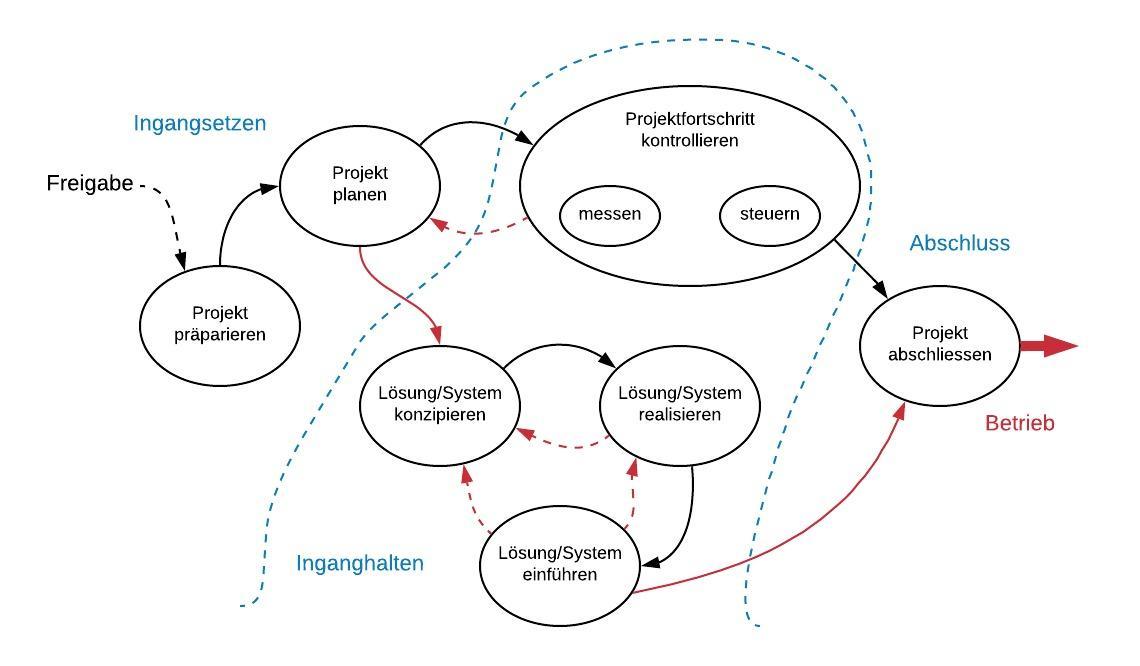 Ingangsetzen
Freigabe
Projekt
präparieren
Projekt
planen
Projektfortschritt
kontrollieren
messen
steuern
Abschluss
Projekt
abschliessen
Betrieb
Lösung/System
konzipieren
Lösung/System
realisieren
Lösung/System
einführen
Inganghalten